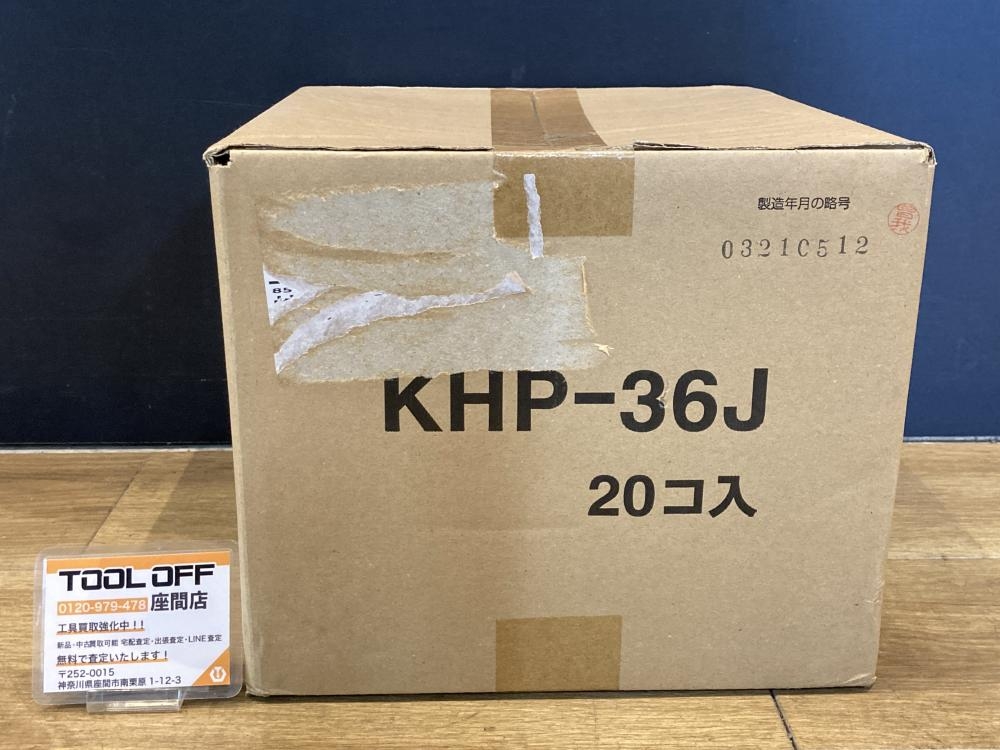 製造年月の略号
0321C512
85
KHP-36J
20コ入
TOOL OFF
0120-979-478 座間店
工具買取強化中!!
新品・中古買取可能 宅配査定・出張査定・LINE査定
無料で査定いたします!
〒252-0015
神奈川県座間市南栗原 1-12-3